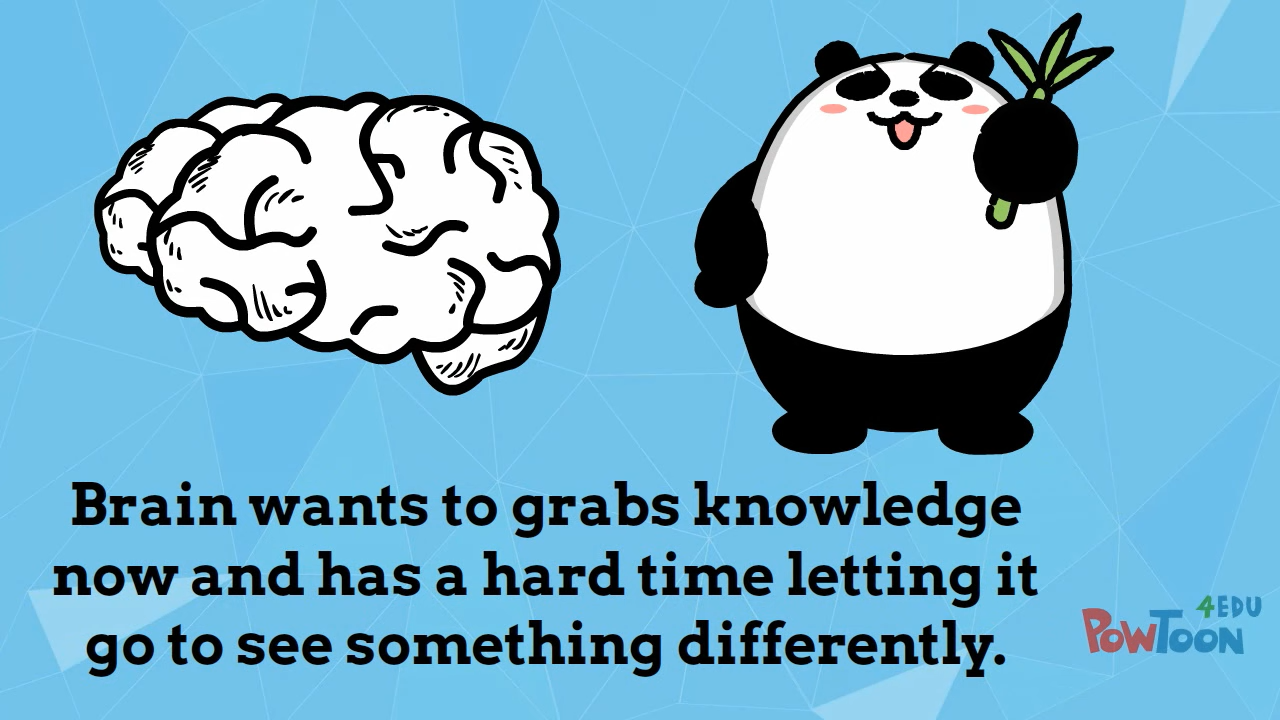 Brain wants to grabs knowledge
now and has a hard time letting it
go to see something differently.
4EDU
POWTOON